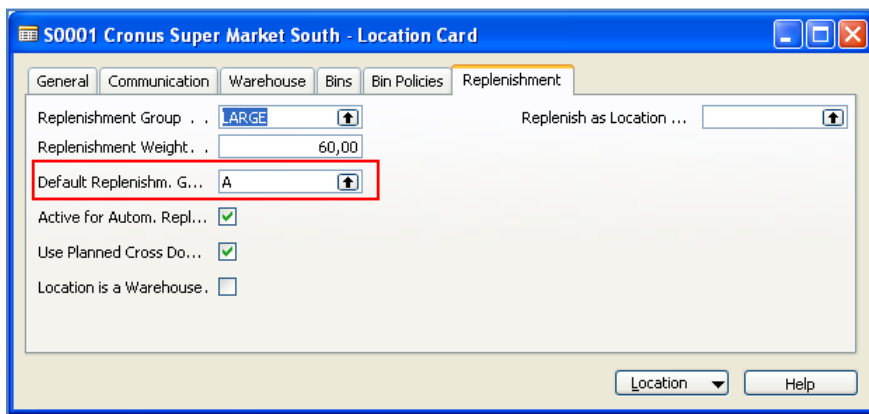 S0001 Cronus Super Market South - Location Card
General Communication Warehouse Bins Bin Policies Replenishment
Replenishment Group . . LARGE Replenish as Location ...
Replenishment Weight. . 60,00
Default Replenishm. G... A
Active for Autom. Repl...
Use Planned Cross Do...
Location is a Warehouse.
Location Help